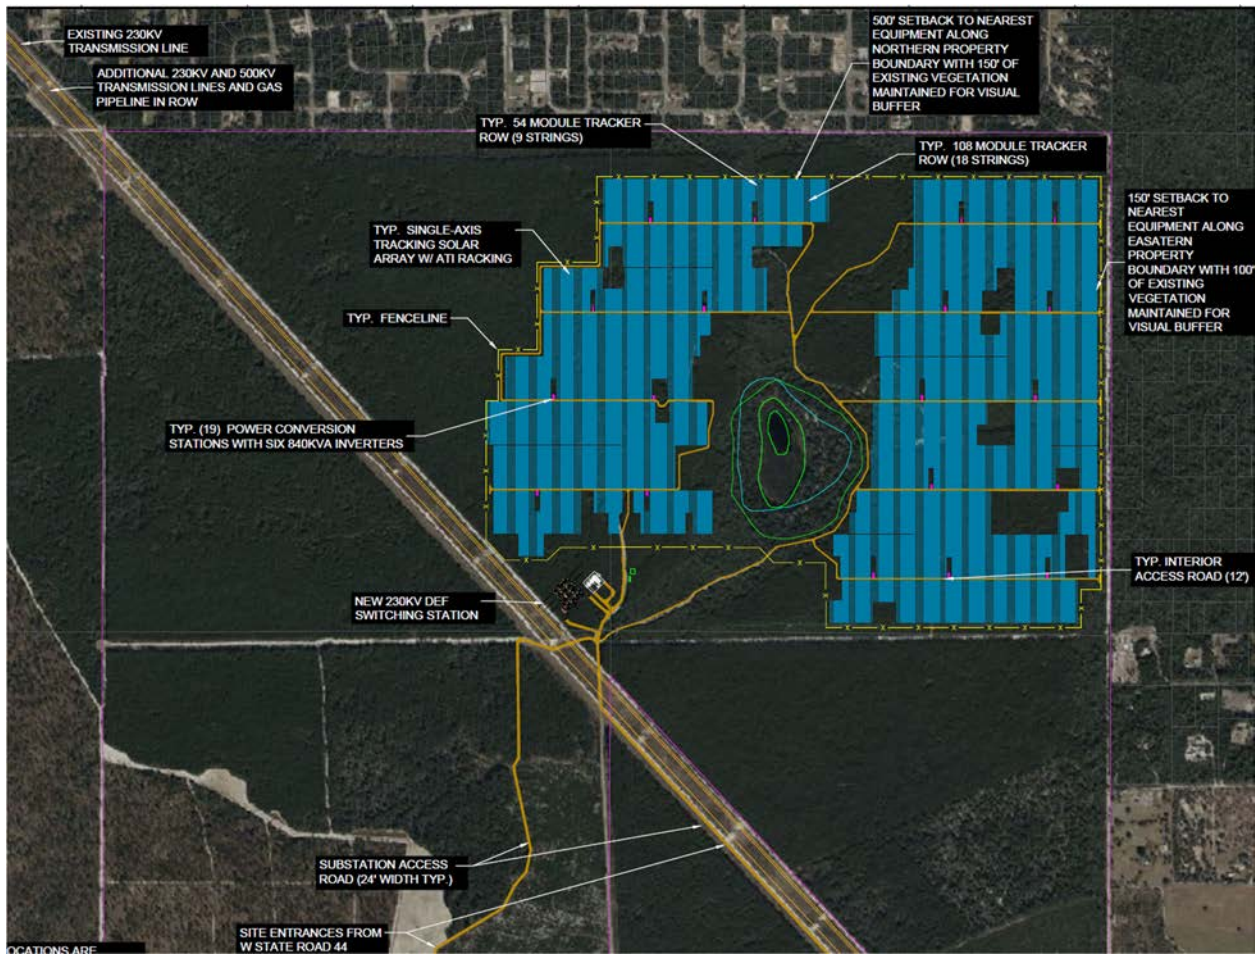 EXISTING 230KV
TRANSMISSION LINE
ADDITIONAL 230KV AND 500KV
TRANSMISSION LINES AND GAS
PIPELINE IN ROW
500' SETBACK TO NEAREST
EQUIPMENT ALONG
NORTHERN PROPERTY
BOUNDARY WITH 150' OF
EXISTING VEGETATION
MAINTAINED FOR VISUAL
BUFFER
TYP. 54 MODULE TRACKER
ROW (9 STRINGS)
TYP. 108 MODULE TRACKER
ROW (18 STRINGS)
150' SETBACK TO
NEAREST
EQUIPMENT ALONG
EASATERN
PROPERTY
BOUNDARY WITH 100'
OF EXISTING
VEGETATION
MAINTAINED FOR
VISUAL BUFFER
TYP. SINGLE-AXIS
TRACKING SOLAR
ARRAY W/ ATI RACKING
TYP. FENCELINE
TYP. (19) POWER CONVERSION
STATIONS WITH SIX 840KVA INVERTERS
TYP. INTERIOR
ACCESS ROAD (12')
NEW 230KV DEF
SWITCHING STATION
SUBSTATION ACCESS
ROAD (24' WIDTH TYP.)
SITE ENTRANCES FROM
W STATE ROAD 44
OCATIONS ARE